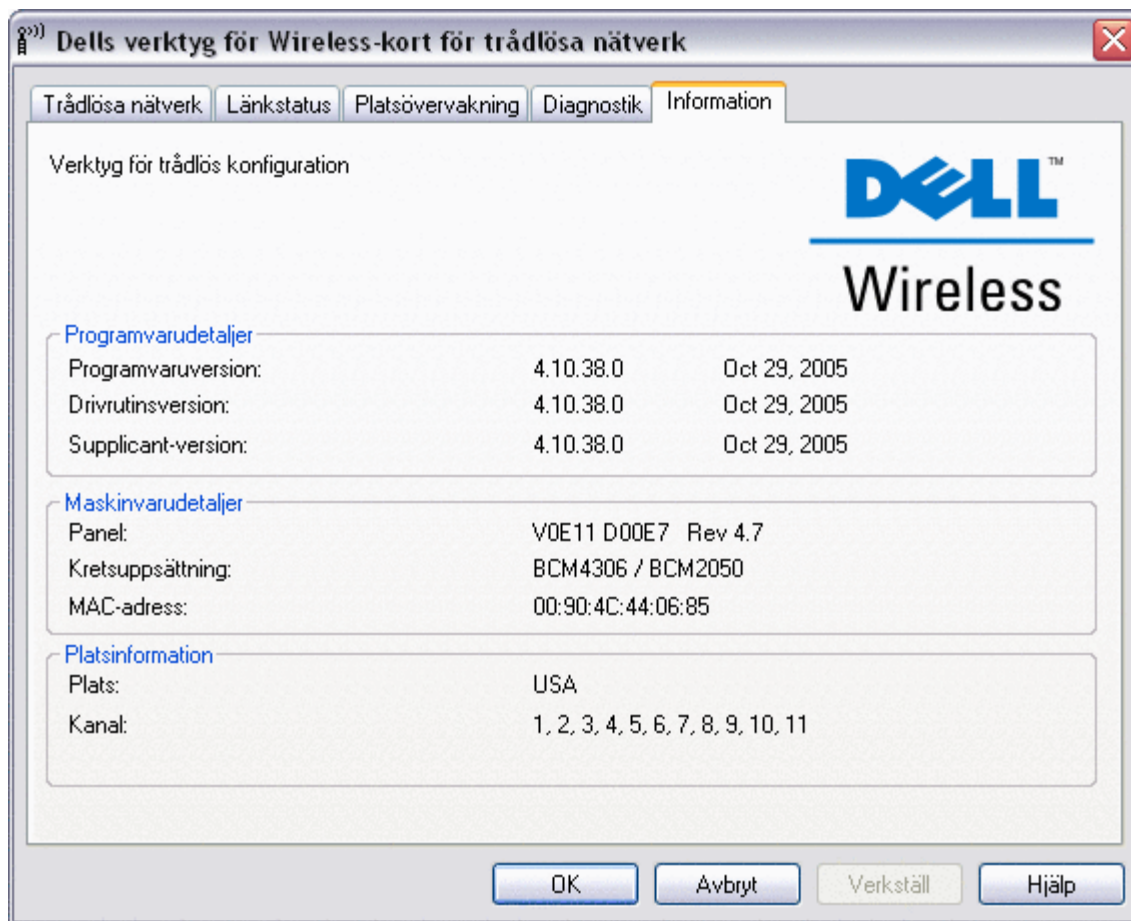 Dells verktyg för Wireless-kort för trådlösa nätverk
Trådlösa nätverk Länkstatus Platsövervakning Diagnostik Information
Verktyg för trådlös konfiguration
DELL™
Wireless
Programvarudetaljer
Programvaruversion: 4.10.38.0 Oct 29, 2005
Drivrutinsversion: 4.10.38.0 Oct 29, 2005
Supplicant-version: 4.10.38.0 Oct 29, 2005
Maskinvarudetaljer
Panel: V0E11 D00E7 Rev 4.7
Kretsuppsättning: BCM4306 / BCM2050
MAC-adress: 00:90:4C:44:06:85
Platsinformation
Plats: USA
Kanal: 1, 2, 3, 4, 5, 6, 7, 8, 9, 10, 11
OK Avbryt Verkställ Hjälp